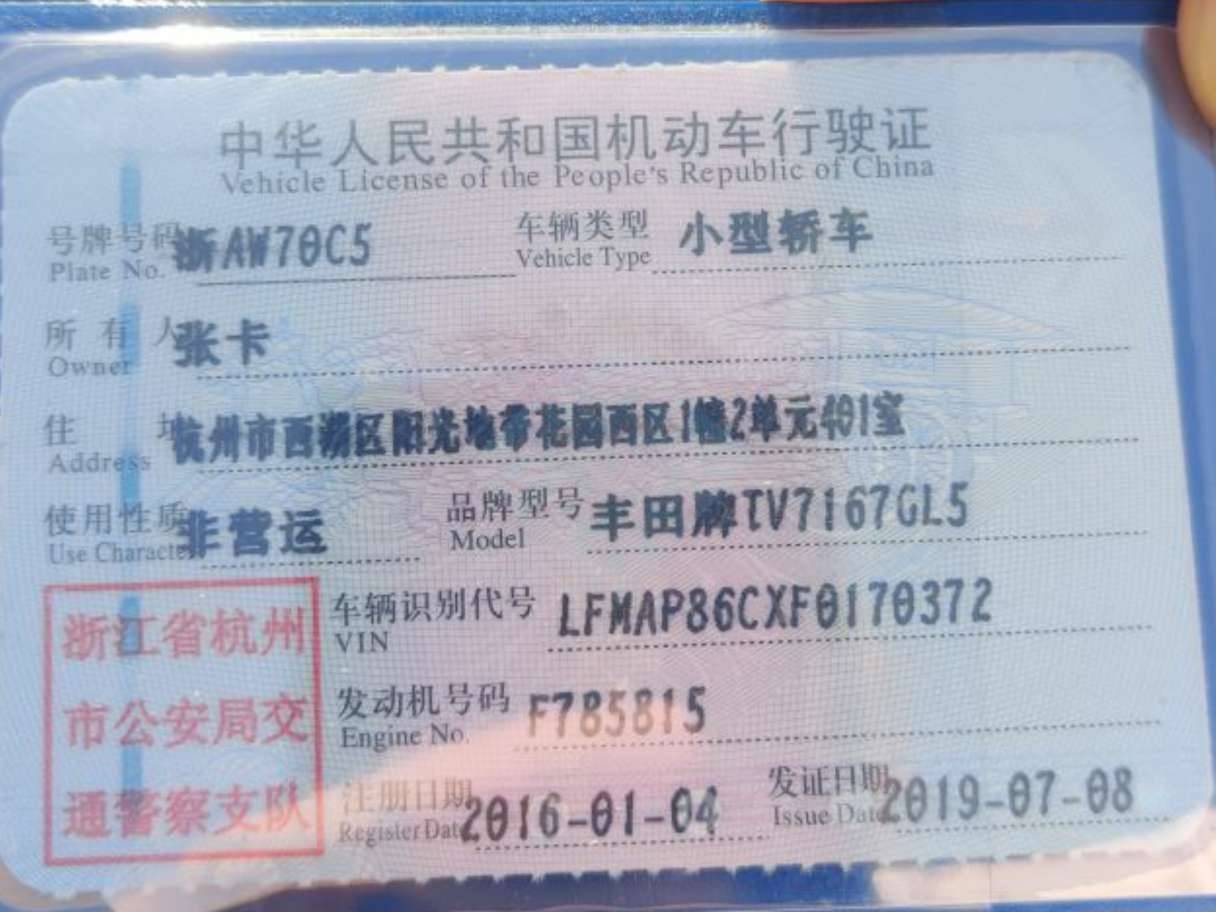 中华人民共和国机动车行驶证
Vehicle License of the People's Republic of China
号牌号码 浙AW70C5 车辆类型 小型轿车
Plate No. Vehicle Type
所有人 张卡
Owner
住址 杭州市西湖区阳光地带花园西区1幢2单元401室
Address
使用性质 非营运 品牌型号 丰田牌TV7167GL5
Use Character Model
浙江省杭州
市公安局交
通警察支队
车辆识别代号 LFMAP86CXF0170372
VIN
发动机号码 F785815
Engine No.
注册日期 2016-01-04 发证日期 2019-07-08
Register Date Issue Date